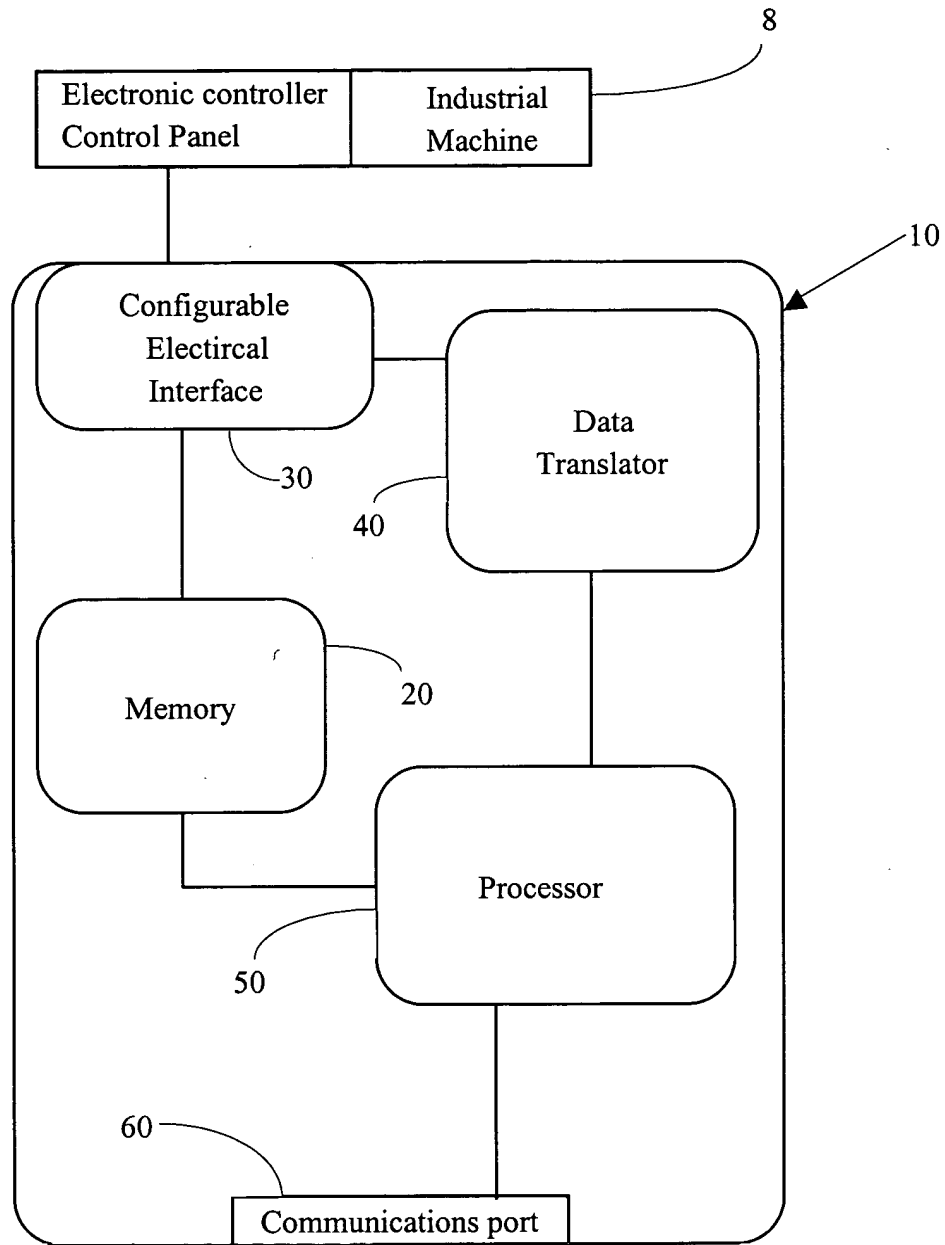 8
Electronic controller
Control Panel
Industrial
Machine
10
Configurable
Electircal
Interface
30
Data
Translator
40
Memory
20
Processor
50
60
Communications port